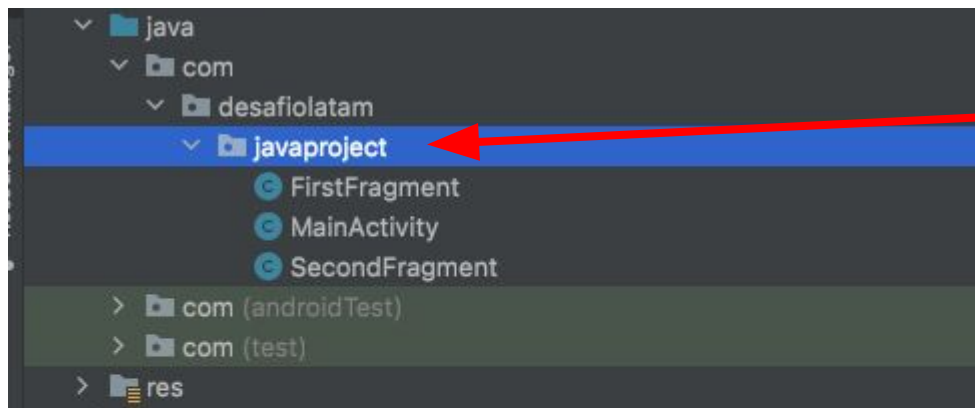 java
com
desafiolatam
javaproject
FirstFragment
MainActivity
SecondFragment
com (androidTest)
com (test)
res